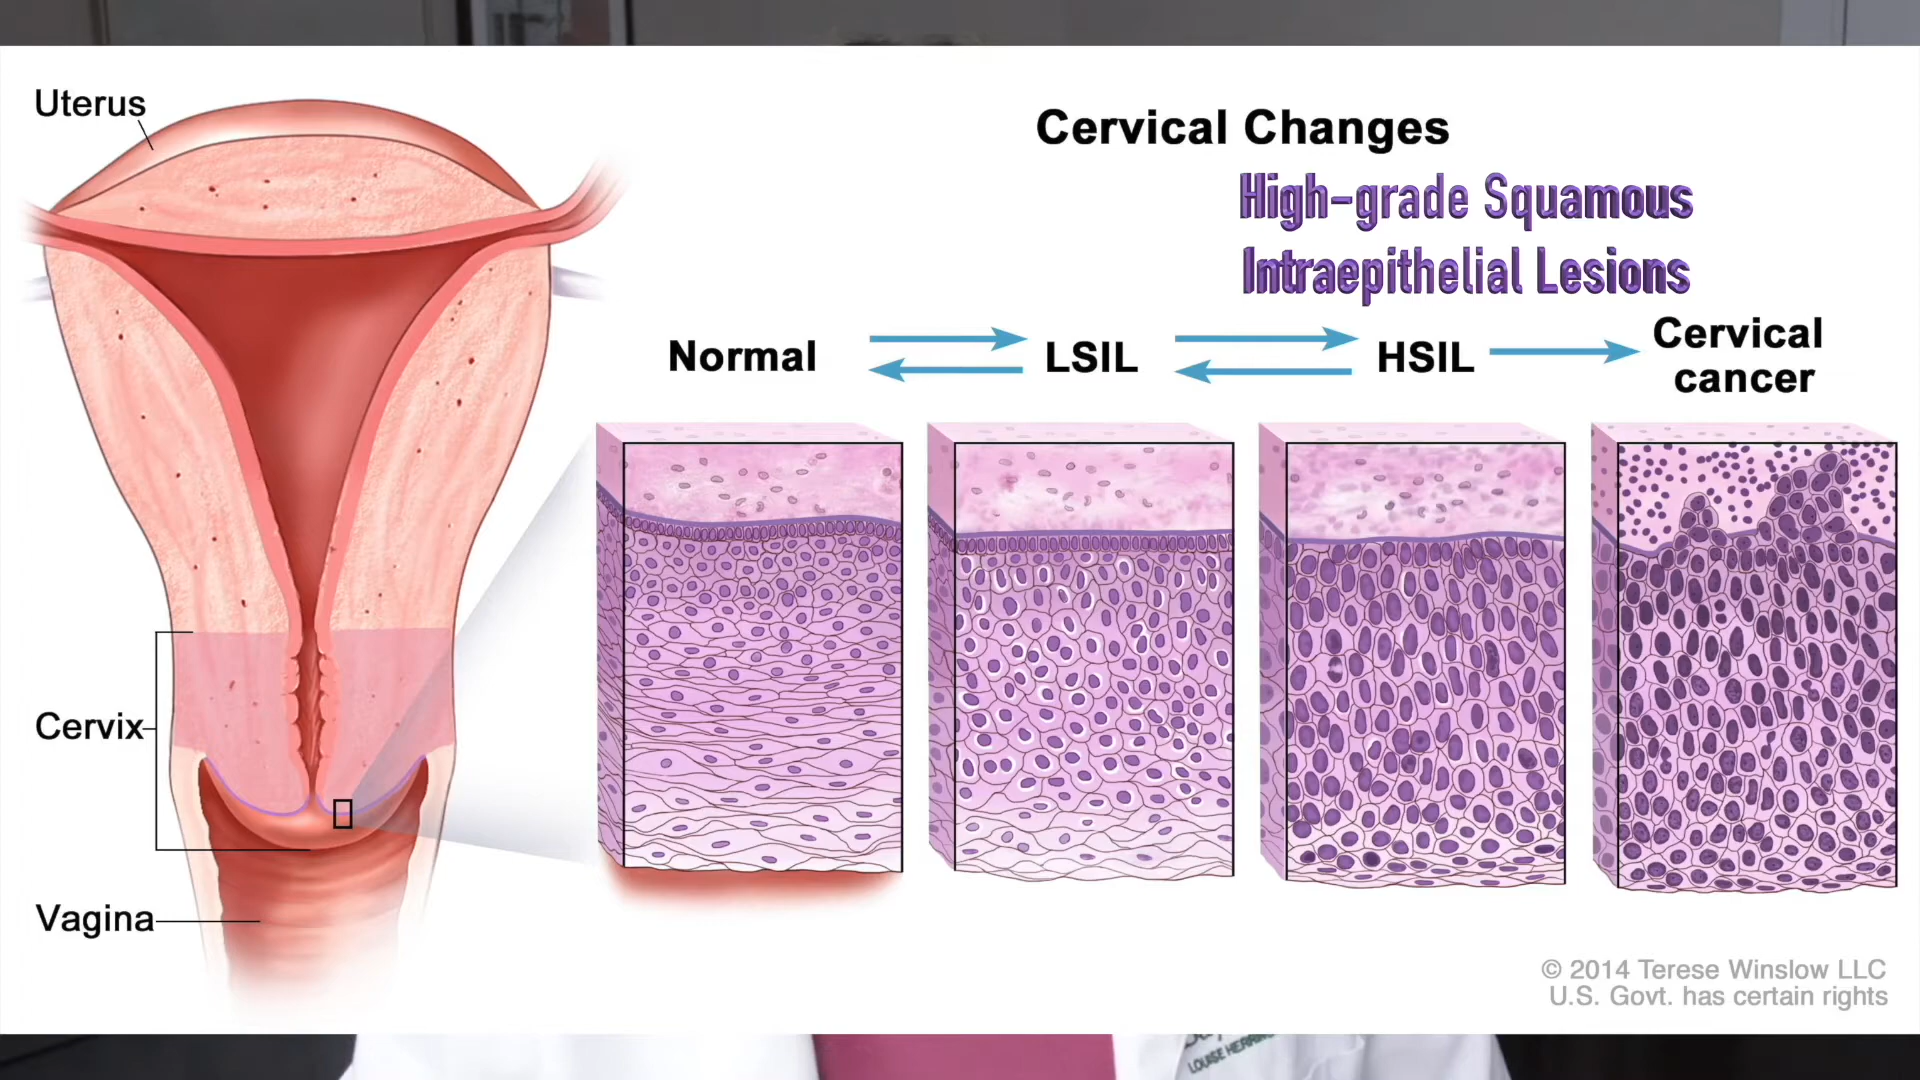 Uterus
Cervical Changes
High-grade Squamous
Intraepithelial Lesions
Normal
LSIL
HSIL
Cervical
cancer
Cervix
Vagina
© 2014 Terese Winslow LLC
U.S. Govt. has certain rights
LOUISE